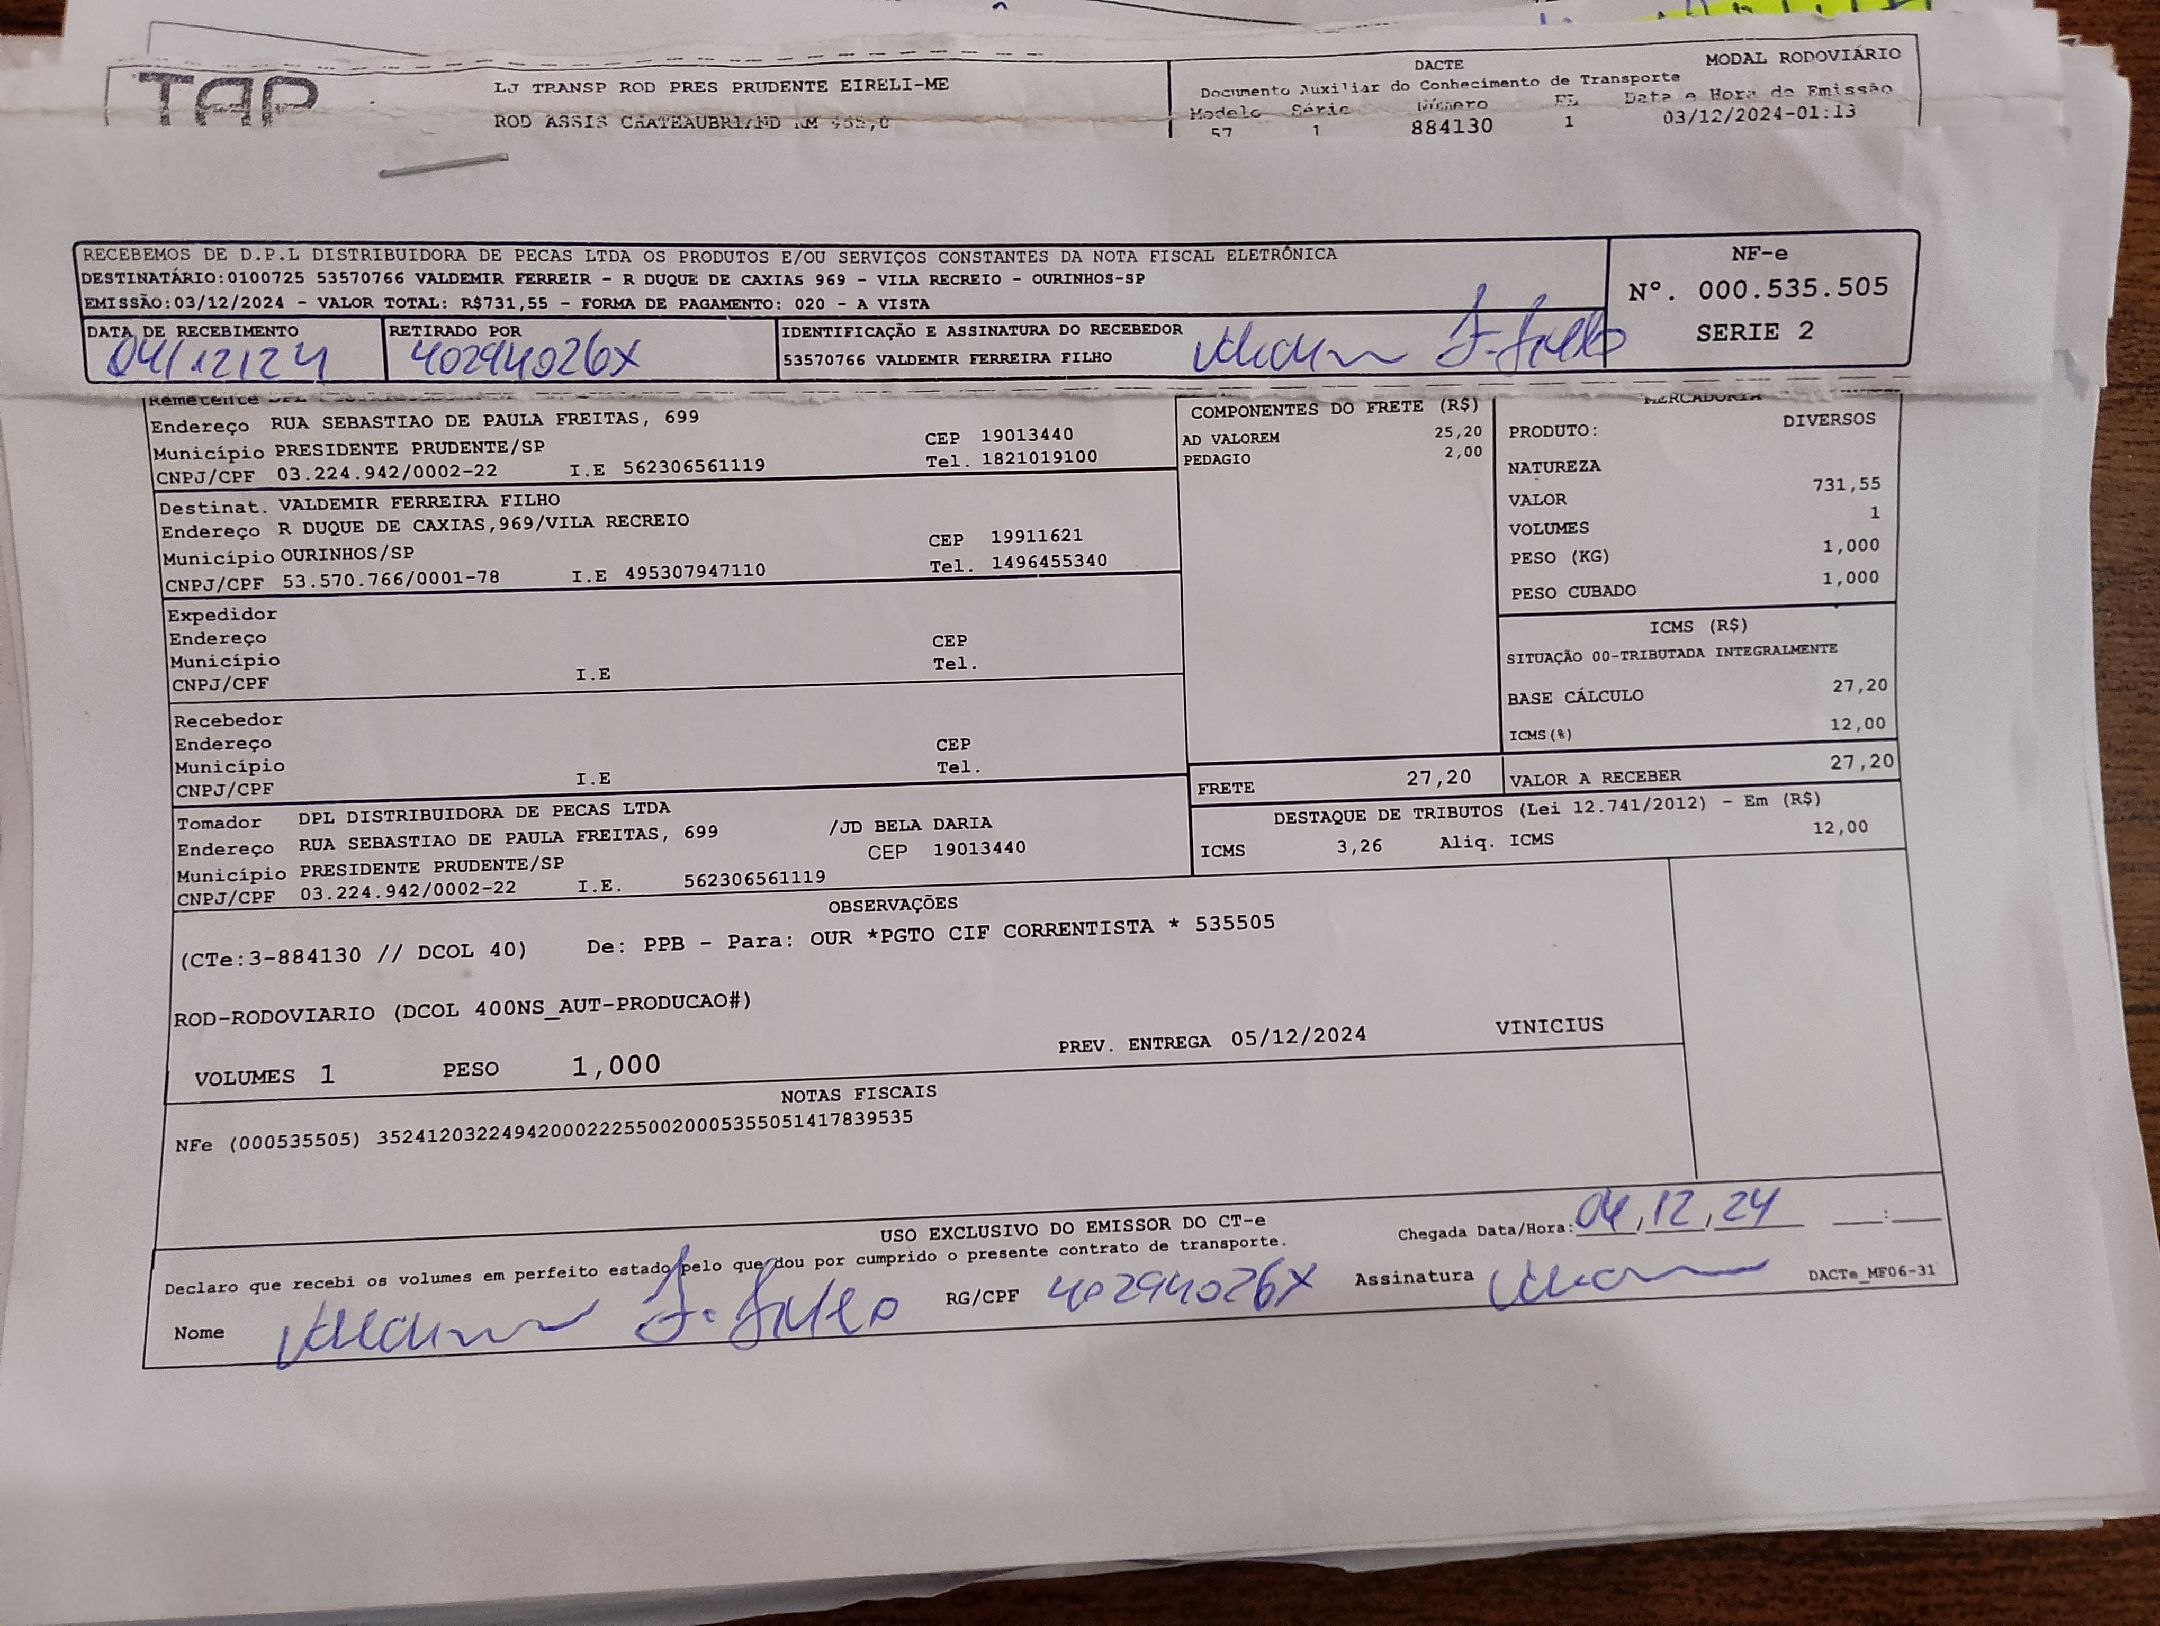 TAP
LJ TRANSP ROD PRES PRUDENTE EIRELI-ME
ROD ASSIS CHATEAUBRIAND KM
DACTE
MODAL RODOVIÁRIO
Documento Auxiliar do Conhecimento de Transporte
Modelo Série Número FL Data e Hora de Emissão
57 1 884130 1 03/12/2024-01:13
RECEBEMOS DE D.P.L DISTRIBUIDORA DE PECAS LTDA OS PRODUTOS E/OU SERVIÇOS CONSTANTES DA NOTA FISCAL ELETRÔNICA
DESTINATÁRIO:0100725 53570766 VALDEMIR FERREIR - R DUQUE DE CAXIAS 969 - VILA RECREIO - OURINHOS-SP
EMISSÃO:03/12/2024 - VALOR TOTAL: R$731,55 - FORMA DE PAGAMENTO: 020 - A VISTA
NF-e
Nº. 000.535.505
SERIE 2
DATA DE RECEBIMENTO
04/12/24
RETIRADO POR
40294026X
IDENTIFICAÇÃO E ASSINATURA DO RECEBEDOR
53570766 VALDEMIR FERREIRA FILHO
Remetente DPL
Endereço RUA SEBASTIAO DE PAULA FREITAS, 699
Município PRESIDENTE PRUDENTE/SP CEP 19013440
CNPJ/CPF 03.224.942/0002-22 I.E 562306561119 Tel. 1821019100
Destinat. VALDEMIR FERREIRA FILHO
Endereço R DUQUE DE CAXIAS,969/VILA RECREIO
Município OURINHOS/SP CEP 19911621
CNPJ/CPF 53.570.766/0001-78 I.E 495307947110 Tel. 1496455340
Expedidor
Endereço
Município CEP
CNPJ/CPF I.E Tel.
Recebedor
Endereço
Município CEP
CNPJ/CPF I.E Tel.
Tomador DPL DISTRIBUIDORA DE PECAS LTDA
Endereço RUA SEBASTIAO DE PAULA FREITAS, 699 /JD BELA DARIA
Município PRESIDENTE PRUDENTE/SP CEP 19013440
CNPJ/CPF 03.224.942/0002-22 I.E. 562306561119
COMPONENTES DO FRETE (R$)
AD VALOREM 25,20
PEDAGIO 2,00
MERCADORIA
PRODUTO: DIVERSOS
NATUREZA
VALOR 731,55
VOLUMES 1
PESO (KG) 1,000
PESO CUBADO 1,000
ICMS (R$)
SITUAÇÃO 00-TRIBUTADA INTEGRALMENTE
BASE CÁLCULO 27,20
ICMS(%) 12,00
FRETE 27,20 VALOR A RECEBER 27,20
DESTAQUE DE TRIBUTOS (Lei 12.741/2012) - Em (R$)
ICMS 3,26 Aliq. ICMS 12,00
OBSERVAÇÕES
(CTe:3-884130 // DCOL 40) De: PPB - Para: OUR *PGTO CIF CORRENTISTA * 535505
ROD-RODOVIARIO (DCOL 400NS_AUT-PRODUCAO#)
VOLUMES 1 PESO 1,000 PREV. ENTREGA 05/12/2024 VINICIUS
NOTAS FISCAIS
NFe (000535505) 35241203224942000222550020005355051417839535
USO EXCLUSIVO DO EMISSOR DO CT-e
Declaro que recebi os volumes em perfeito estado pelo que dou por cumprido o presente contrato de transporte.
Chegada Data/Hora: 04,12,24 __:__
Nome
RG/CPF 40294026X
Assinatura
DACTe_MF06-31